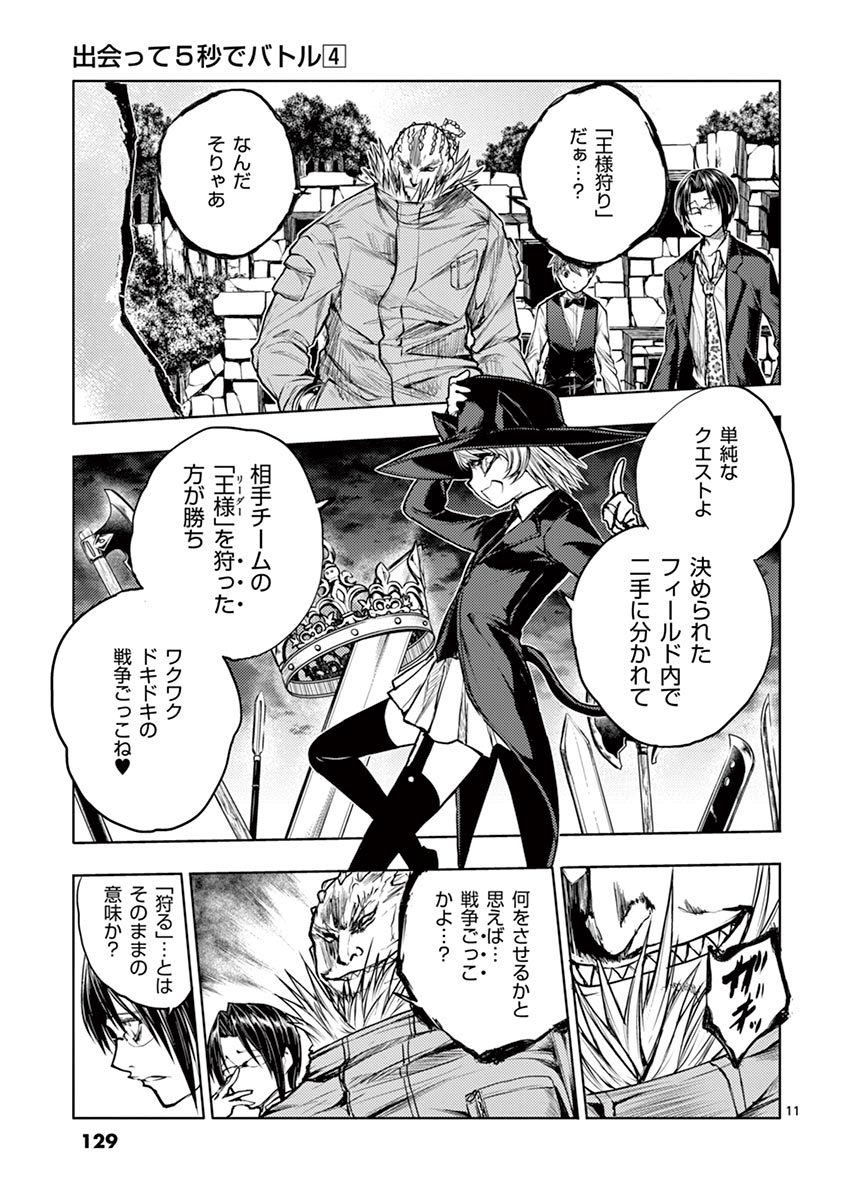 出会って5秒でバトル4
「王様狩り」
だぁ…?
なんだ
そりゃあ
単純な
クエストよ
決められた
フィールド内で
二手に分かれて
相手チームの
「王様」を狩った
リーダー
方が勝ち
ワクワク
ドキドキの
戦争ごっこね♥
ガギッ
何をさせるかと
思えば…
戦争ごっこ
かよ…?
「狩る」…とは
そのままの
意味か?
11
129